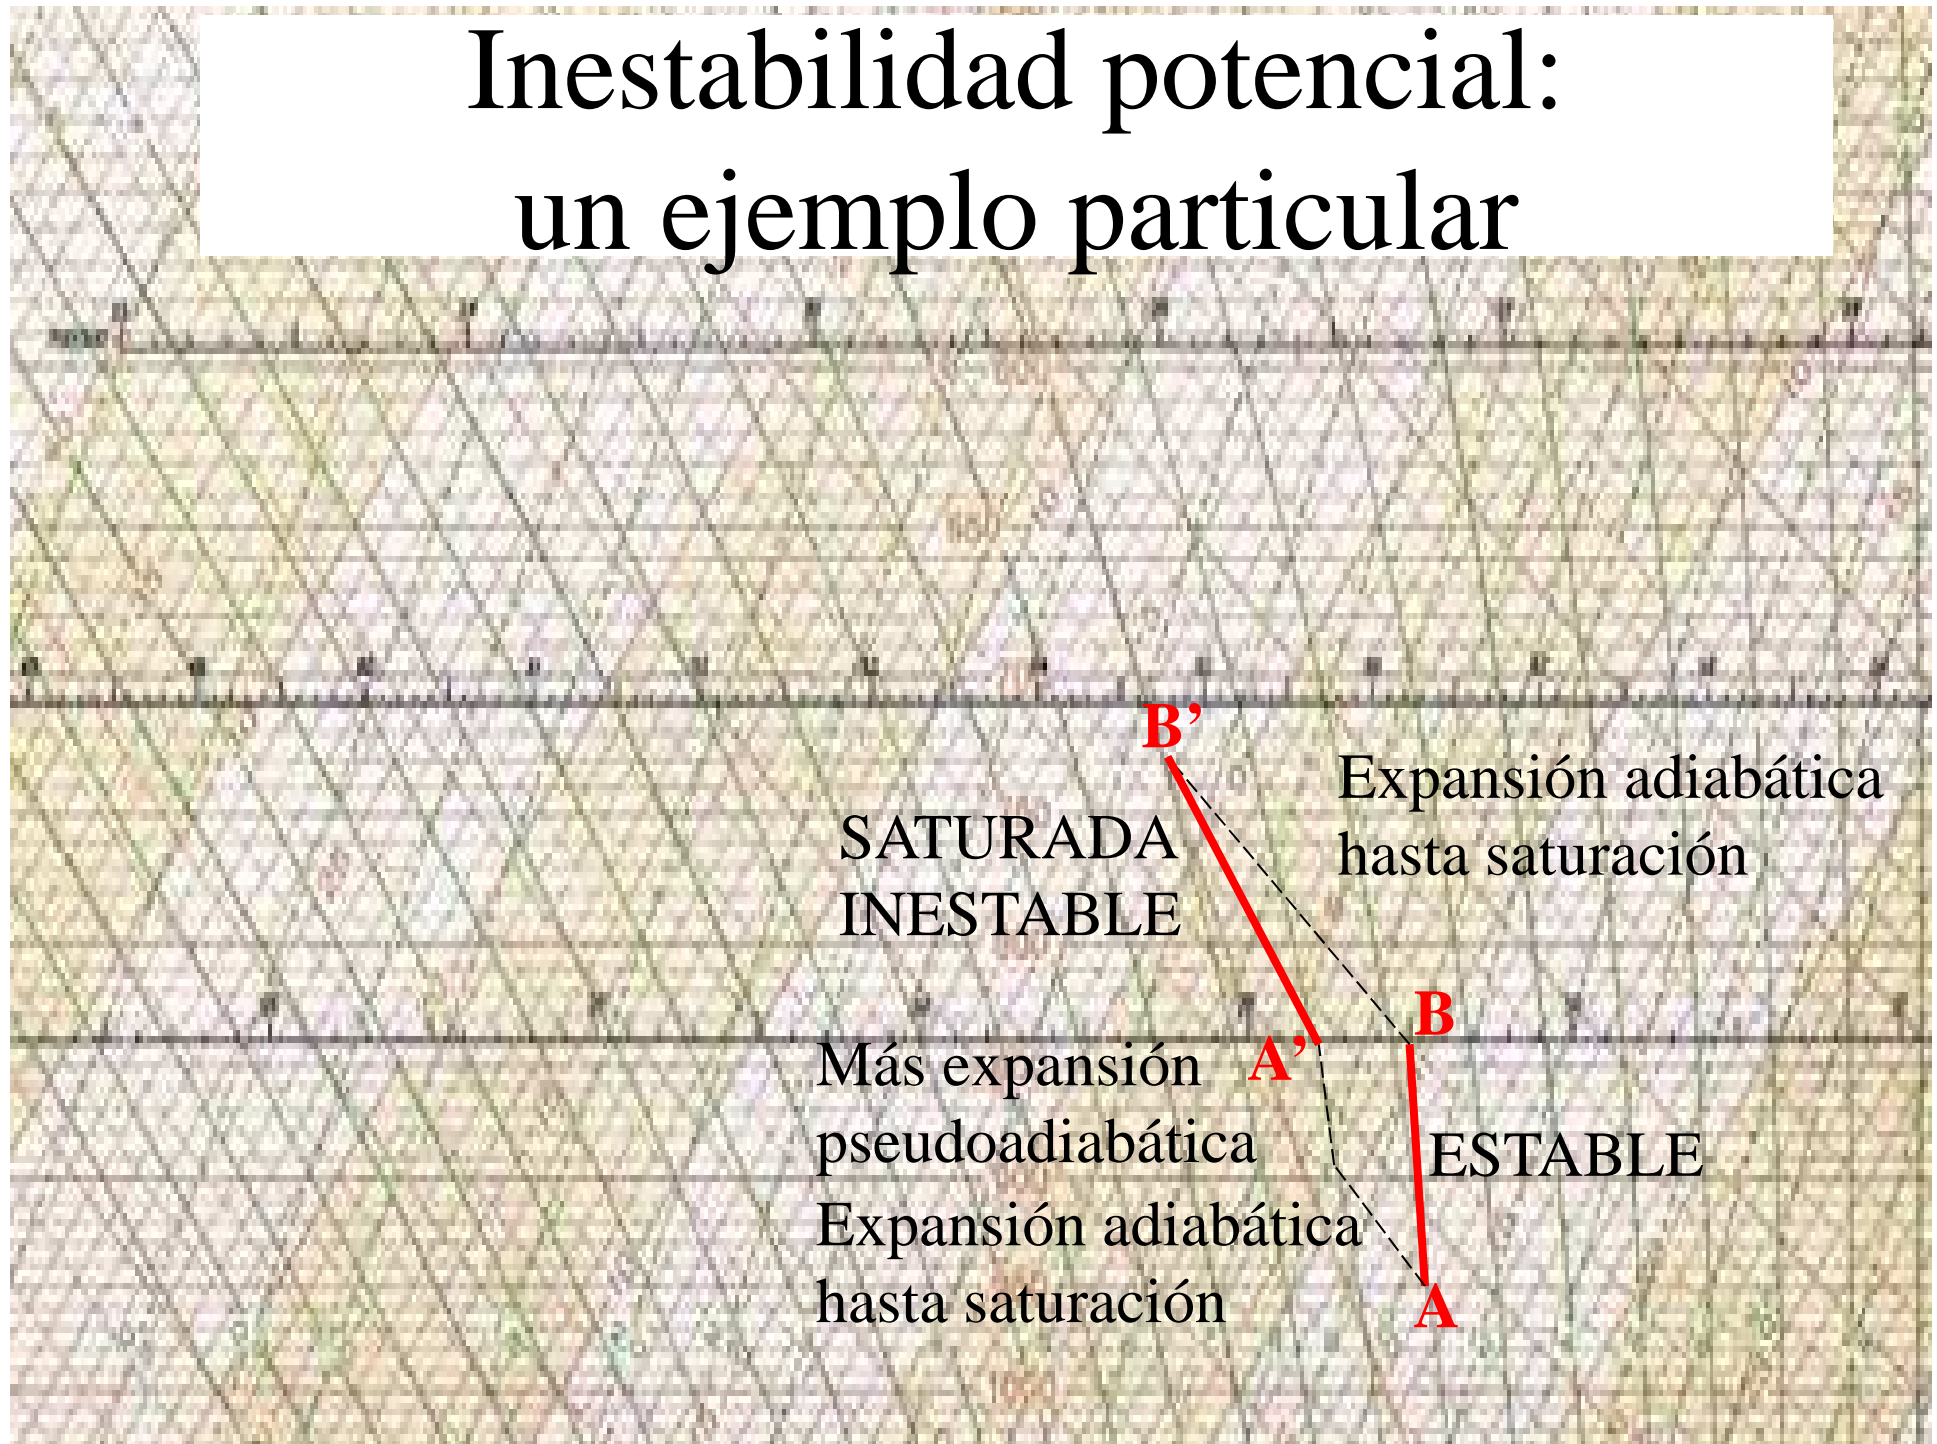 Inestabilidad potencial:
un ejemplo particular
B’
Expansión adiabática
hasta saturación
SATURADA
INESTABLE
B
A’
Más expansión
pseudoadiabática
ESTABLE
Expansión adiabática
hasta saturación
A